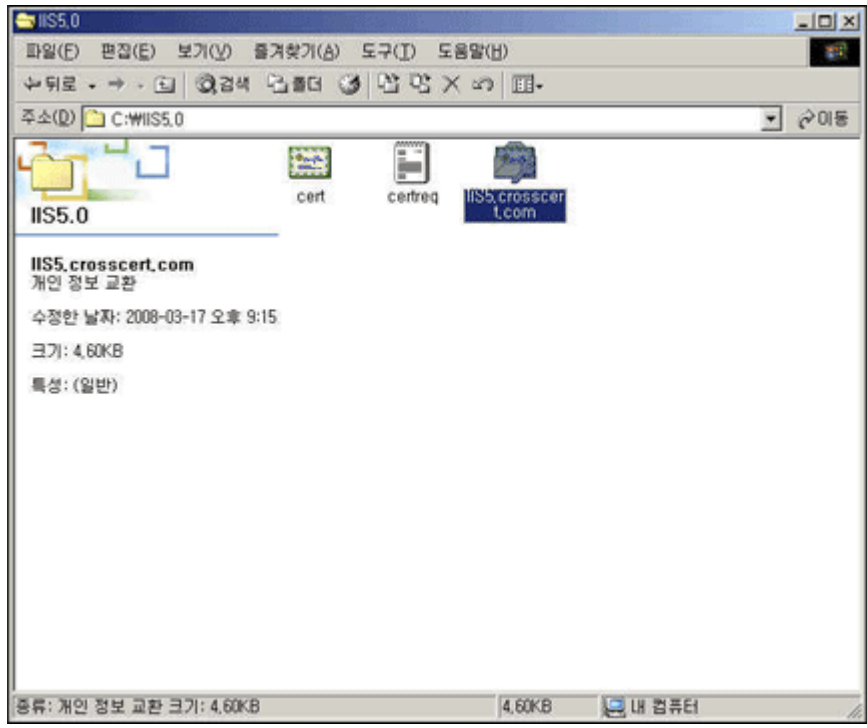 IIS5.0
파일(F) 편집(E) 보기(V) 즐겨찾기(A) 도구(T) 도움말(H)
뒤로 검색 폴더
주소(D) C:₩IIS5.0 이동
cert certreq IIS5.crosscer
t.com
IIS5.0
IIS5.crosscert.com
개인 정보 교환
수정한 날짜: 2008-03-17 오후 9:15
크기: 4.60KB
특성: (일반)
종류: 개인 정보 교환 크기: 4.60KB 4.60KB 내 컴퓨터